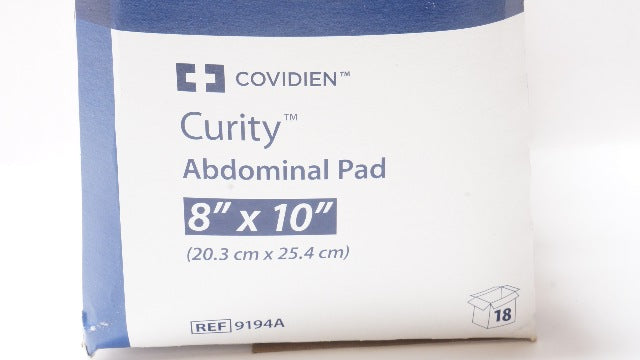 COVIDIEN™
Curity™
Abdominal Pad
8" x 10"
(20.3 cm x 25.4 cm)
REF 9194A
18